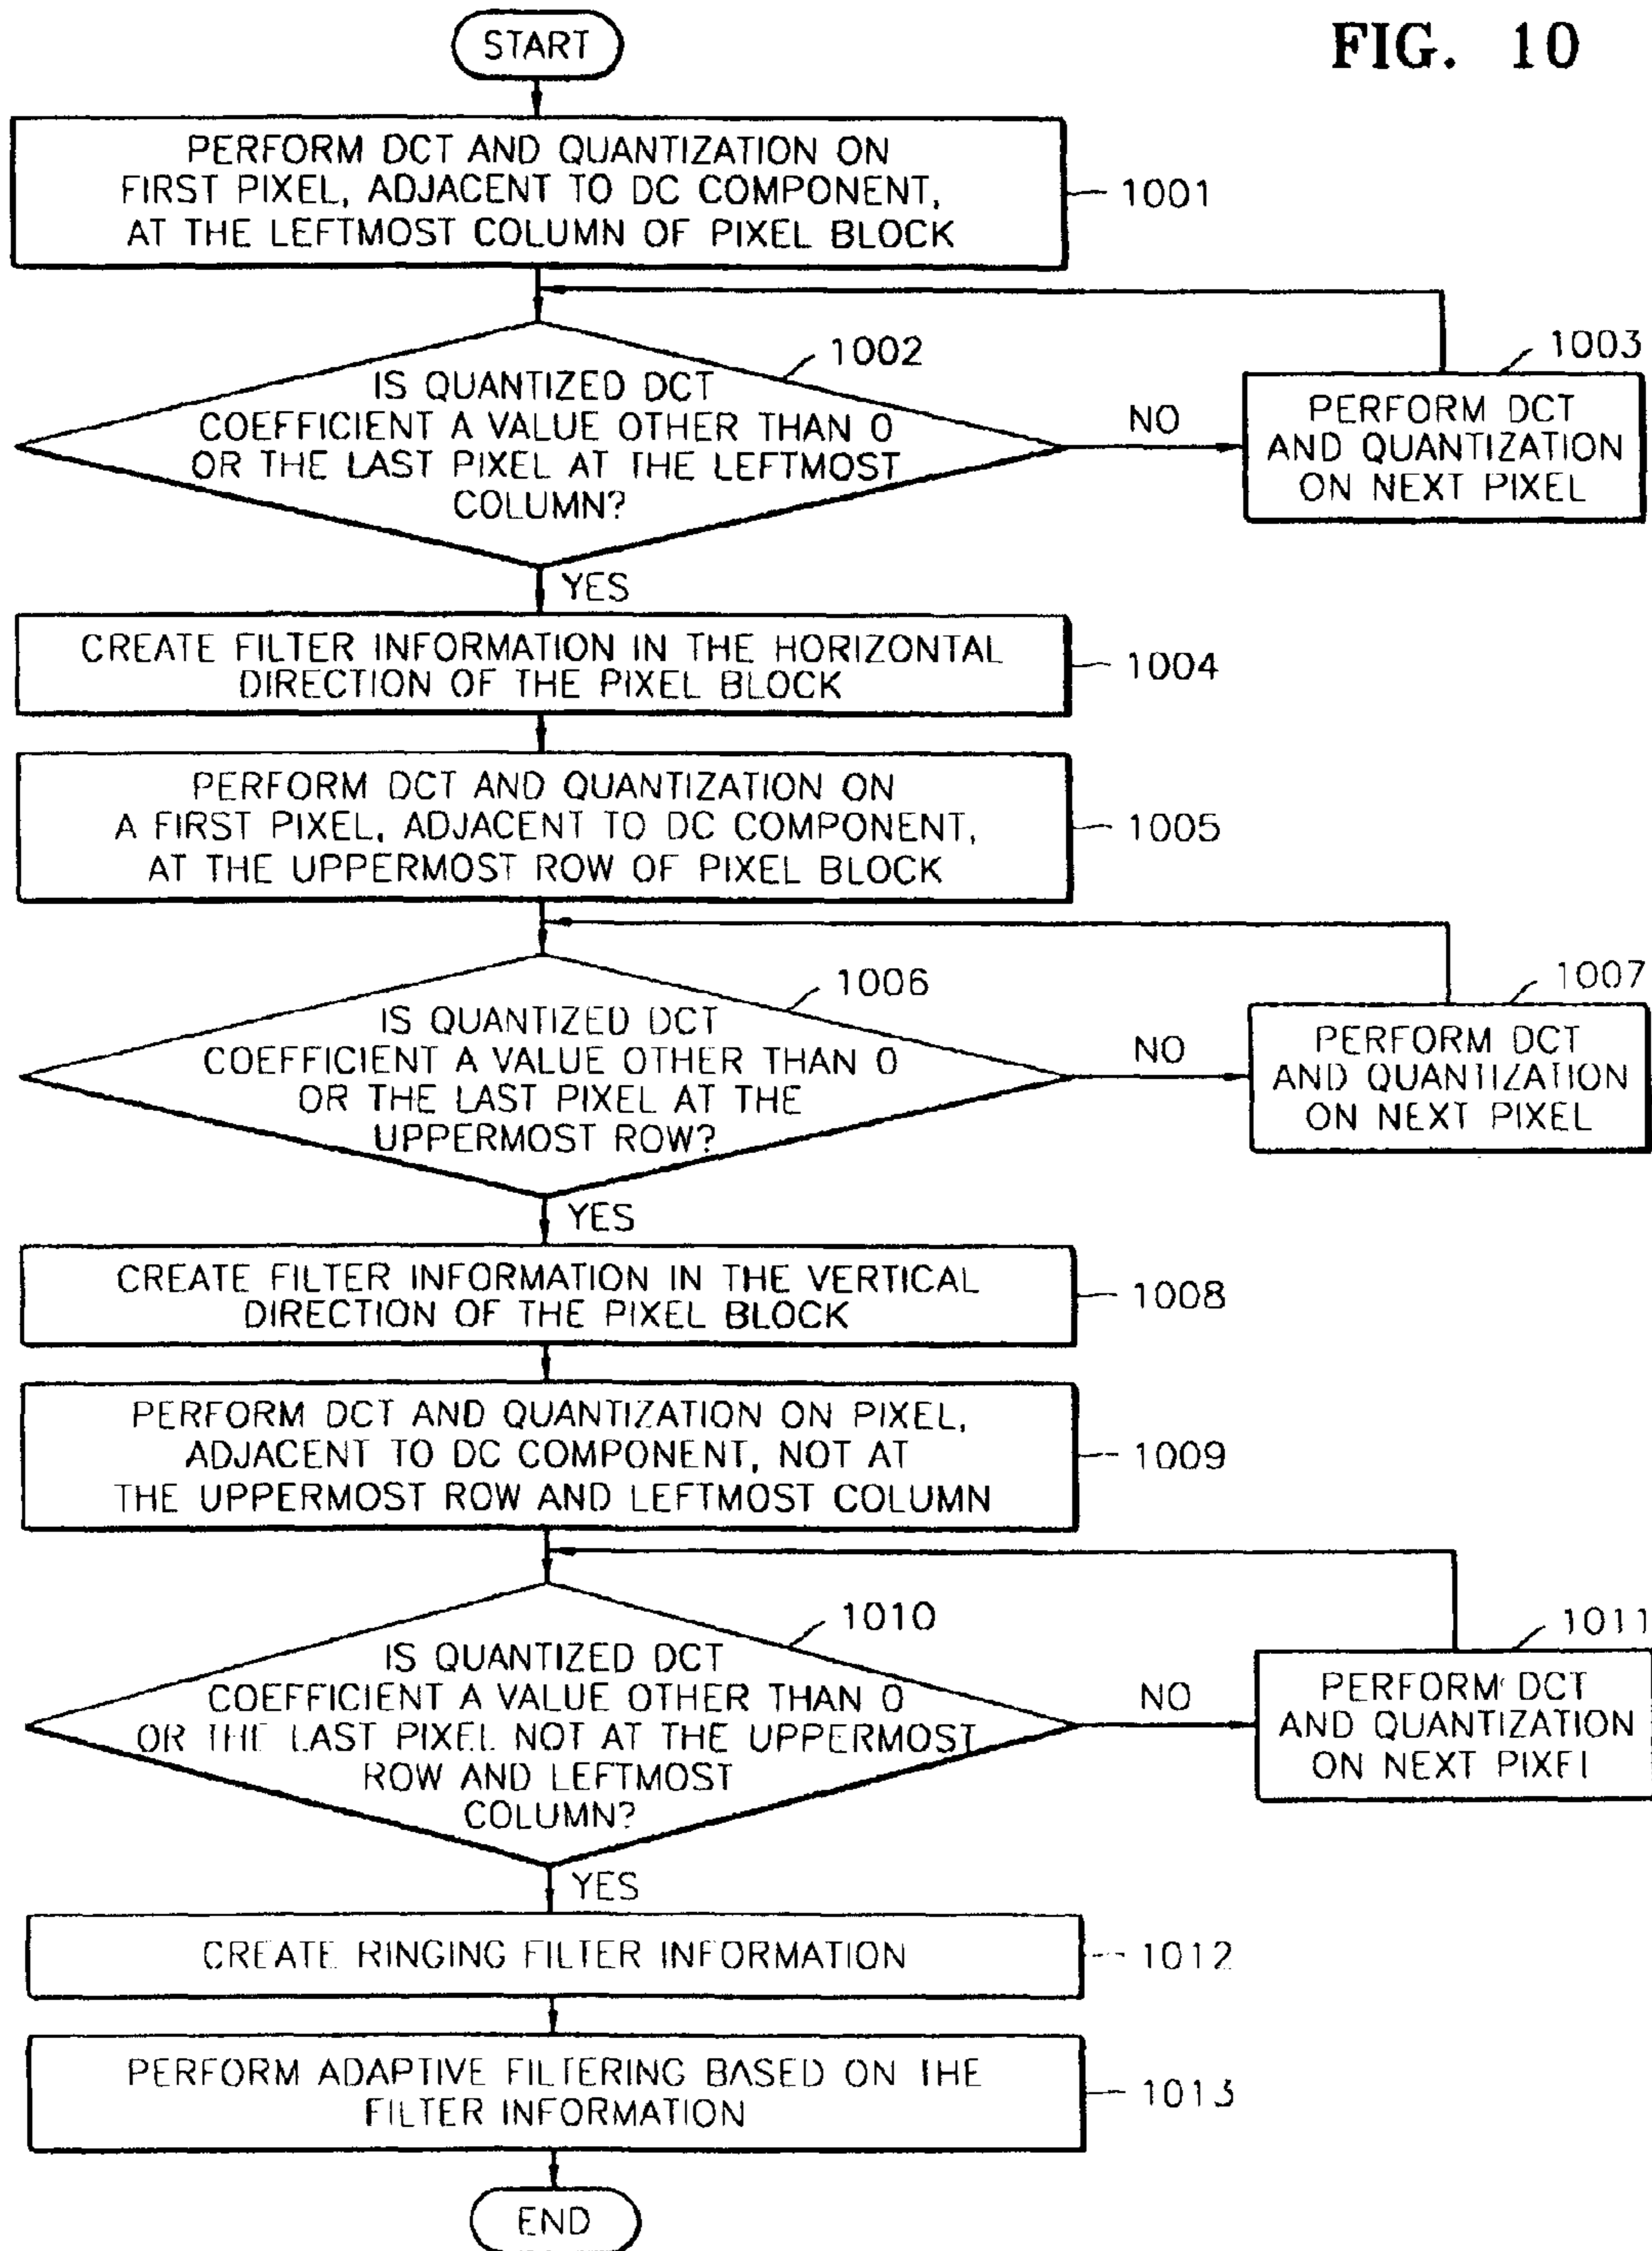 FIG. 10
START
PERFORM DCT AND QUANTIZATION ON
FIRST PIXEL, ADJACENT TO DC COMPONENT,
AT THE LEFTMOST COLUMN OF PIXEL BLOCK
1001
1002
IS QUANTIZED DCT
COEFFICIENT A VALUE OTHER THAN 0
OR THE LAST PIXEL AT THE LEFTMOST
COLUMN?
NO
1003
PERFORM DCT
AND QUANTIZATION
ON NEXT PIXEL
YES
CREATE FILTER INFORMATION IN THE HORIZONTAL
DIRECTION OF THE PIXEL BLOCK
1004
PERFORM DCT AND QUANTIZATION ON
A FIRST PIXEL, ADJACENT TO DC COMPONENT,
AT THE UPPERMOST ROW OF PIXEL BLOCK
1005
1006
IS QUANTIZED DCT
COEFFICIENT A VALUE OTHER THAN 0
OR THE LAST PIXEL AT THE
UPPERMOST ROW?
NO
1007
PERFORM DCT
AND QUANTIZATION
ON NEXT PIXEL
YES
CREATE FILTER INFORMATION IN THE VERTICAL
DIRECTION OF THE PIXEL BLOCK
1008
PERFORM DCT AND QUANTIZATION ON PIXEL,
ADJACENT TO DC COMPONENT, NOT AT
THE UPPERMOST ROW AND LEFTMOST COLUMN
1009
1010
IS QUANTIZED DCT
COEFFICIENT A VALUE OTHER THAN 0
OR THE LAST PIXEL NOT AT THE UPPERMOST
ROW AND LEFTMOST
COLUMN?
NO
1011
PERFORM DCT
AND QUANTIZATION
ON NEXT PIXEL
YES
CREATE RINGING FILTER INFORMATION
1012
PERFORM ADAPTIVE FILTERING BASED ON THE
FILTER INFORMATION
1013
END